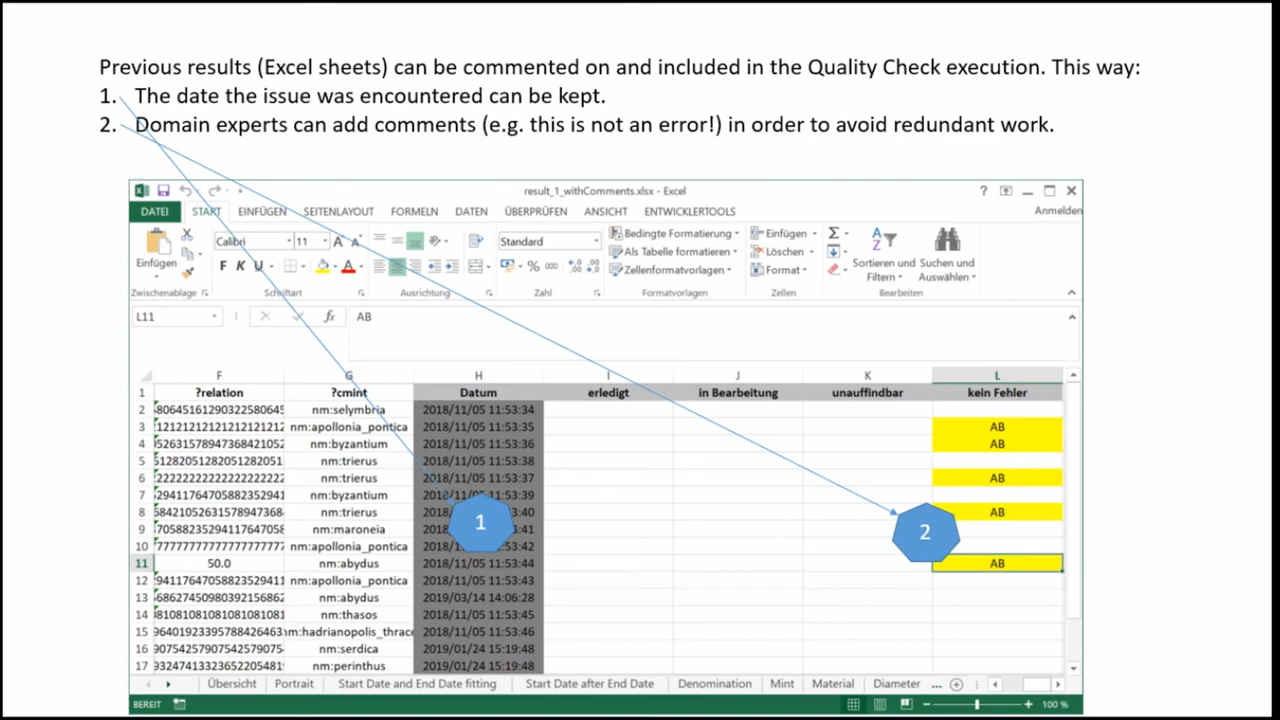 Previous results (Excel sheets) can be commented on and included in the Quality Check execution. This way:
1. The date the issue was encountered can be kept.
2. Domain experts can add comments (e.g. this is not an error!) in order to avoid redundant work.
result_1_withComments.xlsx - Excel
DATEI START EINFÜGEN SEITENLAYOUT FORMELN DATEN ÜBERPRÜFEN ANSICHT ENTWICKLERTOOLS Anmelden
Calibri 11 Standard Bedingte Formatierung Einfügen
Als Tabelle formatieren Löschen
Einfügen F K U % 000 Zellenformatvorlagen Format Sortieren und Filtern Suchen und Auswählen
Zwischenablage Schriftart Ausrichtung Zahl Formatvorlagen Zellen Bearbeiten
L11 fx AB
F G H I J K L
1 ?relation ?cmint Datum erledigt in Bearbeitung unauffindbar kein Fehler
2 nm:selymbria 2018/11/05 11:53:34
3 nm:apollonia_pontica 2018/11/05 11:53:35 AB
4 nm:byzantium 2018/11/05 11:53:36 AB
5 nm:trierus 2018/11/05 11:53:38
6 nm:trierus 2018/11/05 11:53:37 AB
7 nm:byzantium 2018/11/05 11:53:39
8 nm:trierus :40 AB
9 nm:maroneia :41
10 nm:apollonia_pontica :42
11 50.0 nm:abydus 2018/11/05 11:53:44 AB
12 nm:apollonia_pontica 2018/11/05 11:53:43
13 nm:abydus 2019/03/14 14:06:28
14 nm:thasos 2018/11/05 11:53:45
15 nm:hadrianopolis_thrace 2018/11/05 11:53:46
16 nm:serdica 2019/01/24 15:19:48
17 nm:perinthus 2019/01/24 15:19:48
1
2
Übersicht Portrait Start Date and End Date fitting Start Date after End Date Denomination Mint Material Diameter ...
BEREIT 100 %